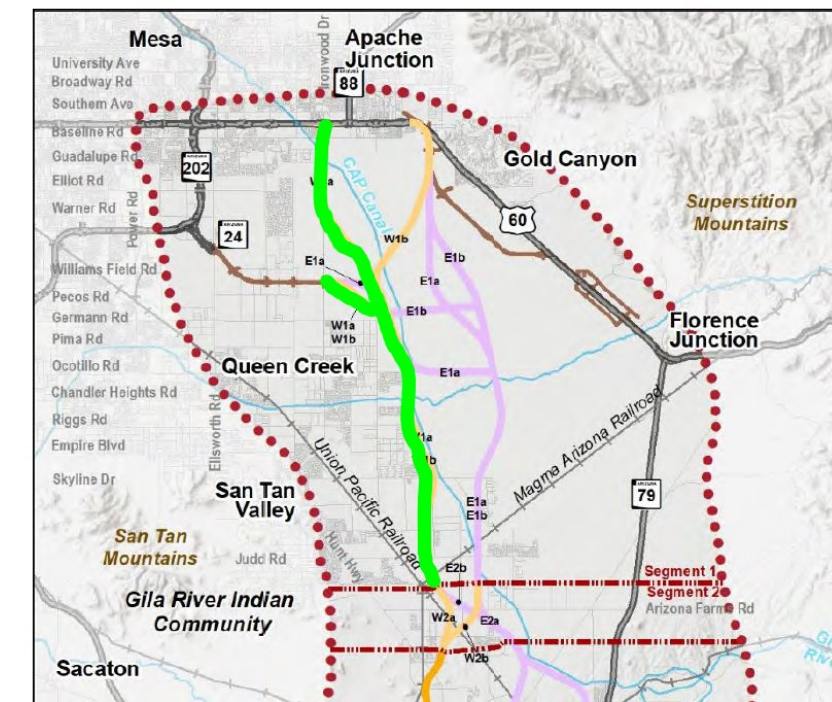 Mesa
Apache
Junction
Ironwood Dr
University Ave
Broadway Rd
Southern Ave
88
Baseline Rd
Guadalupe Rd
202
Elliot Rd
Warner Rd
Power Rd
CAP Canal
Gold Canyon
Superstition
Mountains
60
24
W1b
E1b
E1a
E1a
Williams Field Rd
Pecos Rd
Germann Rd
E1b
W1a
W1b
Pima Rd
Florence
Junction
Ocotillo Rd
Queen Creek
E1a
Chandler Heights Rd
Riggs Rd
Empire Blvd
Ellsworth Rd
Union Pacific Railroad
Magma Arizona Railroad
Skyline Dr
San Tan
Valley
79
E1a
E1b
San Tan
Mountains
Judd Rd
Hunt Hwy
E2b
Segment 1
Segment 2
Gila River Indian
Community
Arizona Farms Rd
W2a
E2a
W2b
Sacaton